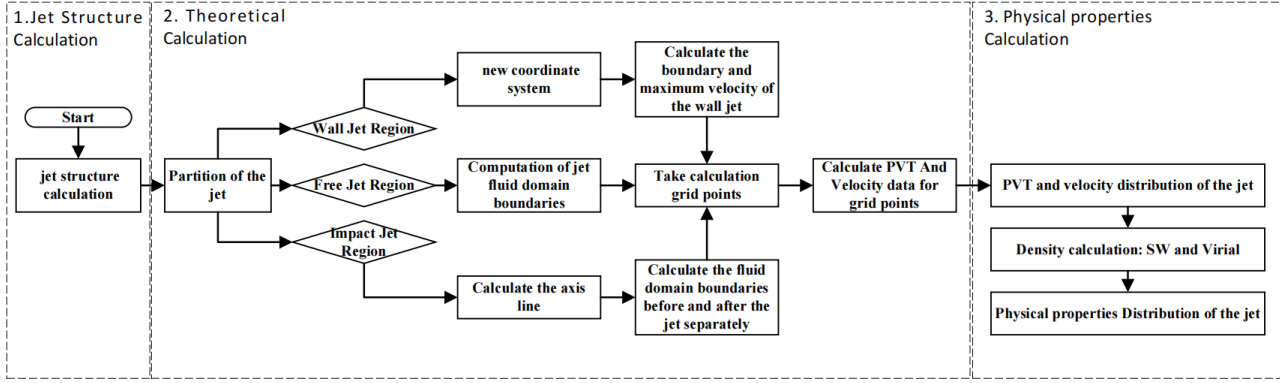 1.Jet Structure
Calculation
Start
jet structure
calculation
2. Theoretical
Calculation
Partition of the
jet
Wall Jet Region
Free Jet Region
Impact Jet
Region
new coordinate
system
Computation of jet
fluid domain
boundaries
Calculate the axis
line
Calculate the
boundary and
maximum velocity of
the wall jet
Take calculation
grid points
Calculate the fluid
domain boundaries
before and after the
jet separately
Calculate PVT And
Velocity data for
grid points
3. Physical properties
Calculation
PVT and velocity distribution of the jet
Density calculation: SW and Virial
Physical properties Distribution of the jet